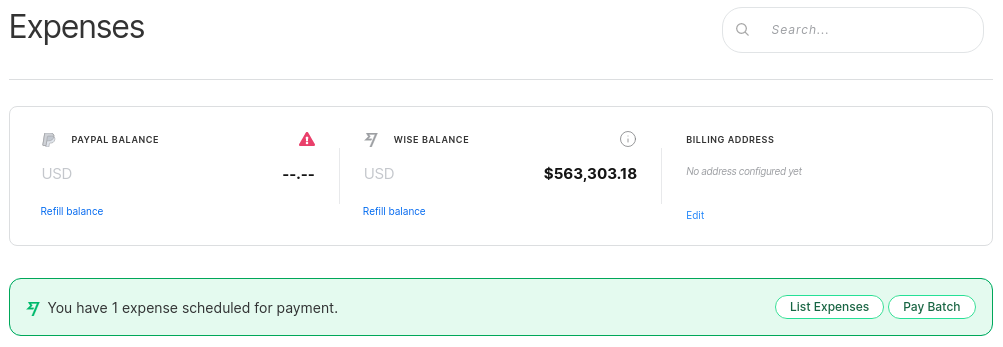 Expenses
Search...
PAYPAL BALANCE
USD --.--
Refill balance
WISE BALANCE
USD $563,303.18
Refill balance
BILLING ADDRESS
No address configured yet
Edit
You have 1 expense scheduled for payment.
List Expenses
Pay Batch